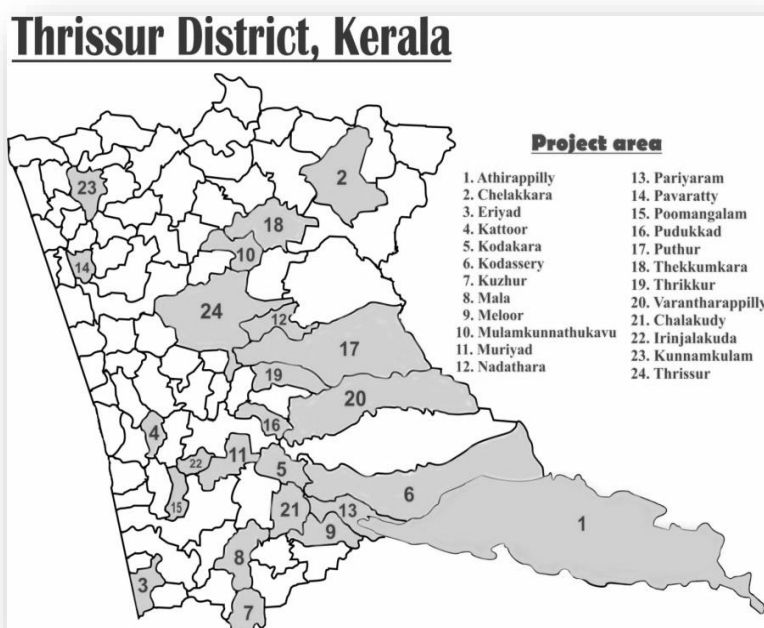 Thrissur District, Kerala
Project area
1. Athirappilly
2. Chelakkara
3. Eriyad
4. Kattoor
5. Kodakara
6. Kodassery
7. Kuzhur
8. Mala
9. Meloor
10. Mulamkunnathukavu
11. Muriyad
12. Nadathara
13. Pariyaram
14. Pavaratty
15. Poomangalam
16. Pudukkad
17. Puthur
18. Thekkumkara
19. Thrikkur
20. Varantharappilly
21. Chalakudy
22. Irinjalakuda
23. Kunnamkulam
24. Thrissur
2
23
18
10
14
24
12
17
19
20
16
4
11
22
5
6
15
21
13
9
1
8
3
7